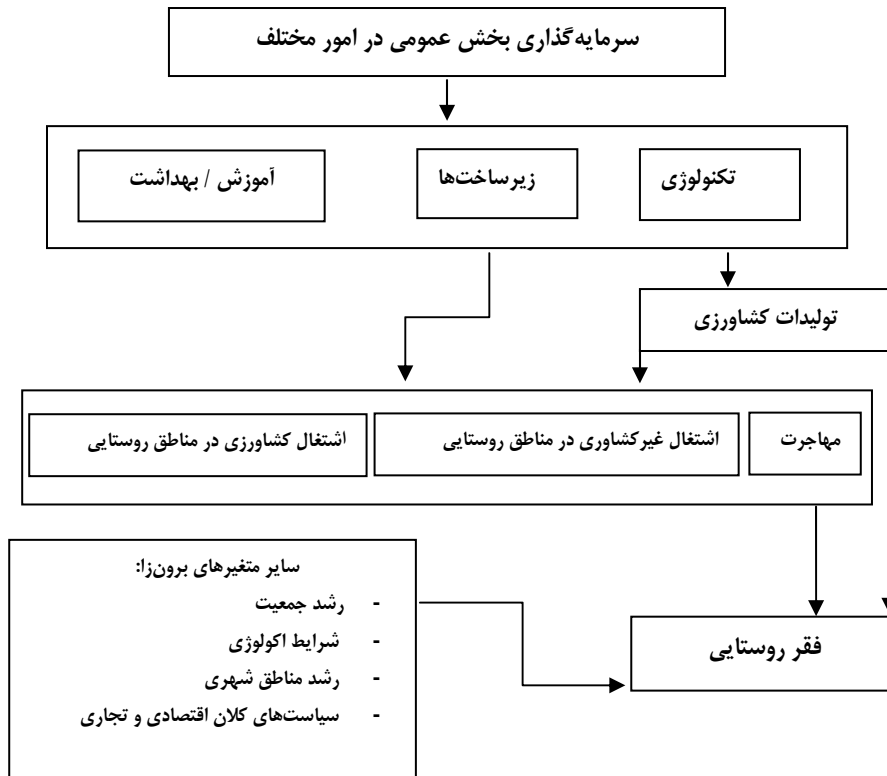 سرمایه‌گذاری بخش عمومی در امور مختلف
تکنولوژی
زیرساخت‌ها
آموزش / بهداشت
تولیدات کشاورزی
مهاجرت
اشتغال غیرکشاوری در مناطق روستایی
اشتغال کشاورزی در مناطق روستایی
سایر متغیرهای برون‌زا:
- رشد جمعیت
- شرایط اکولوژی
- رشد مناطق شهری
- سیاست‌های کلان اقتصادی و تجاری
فقر روستایی